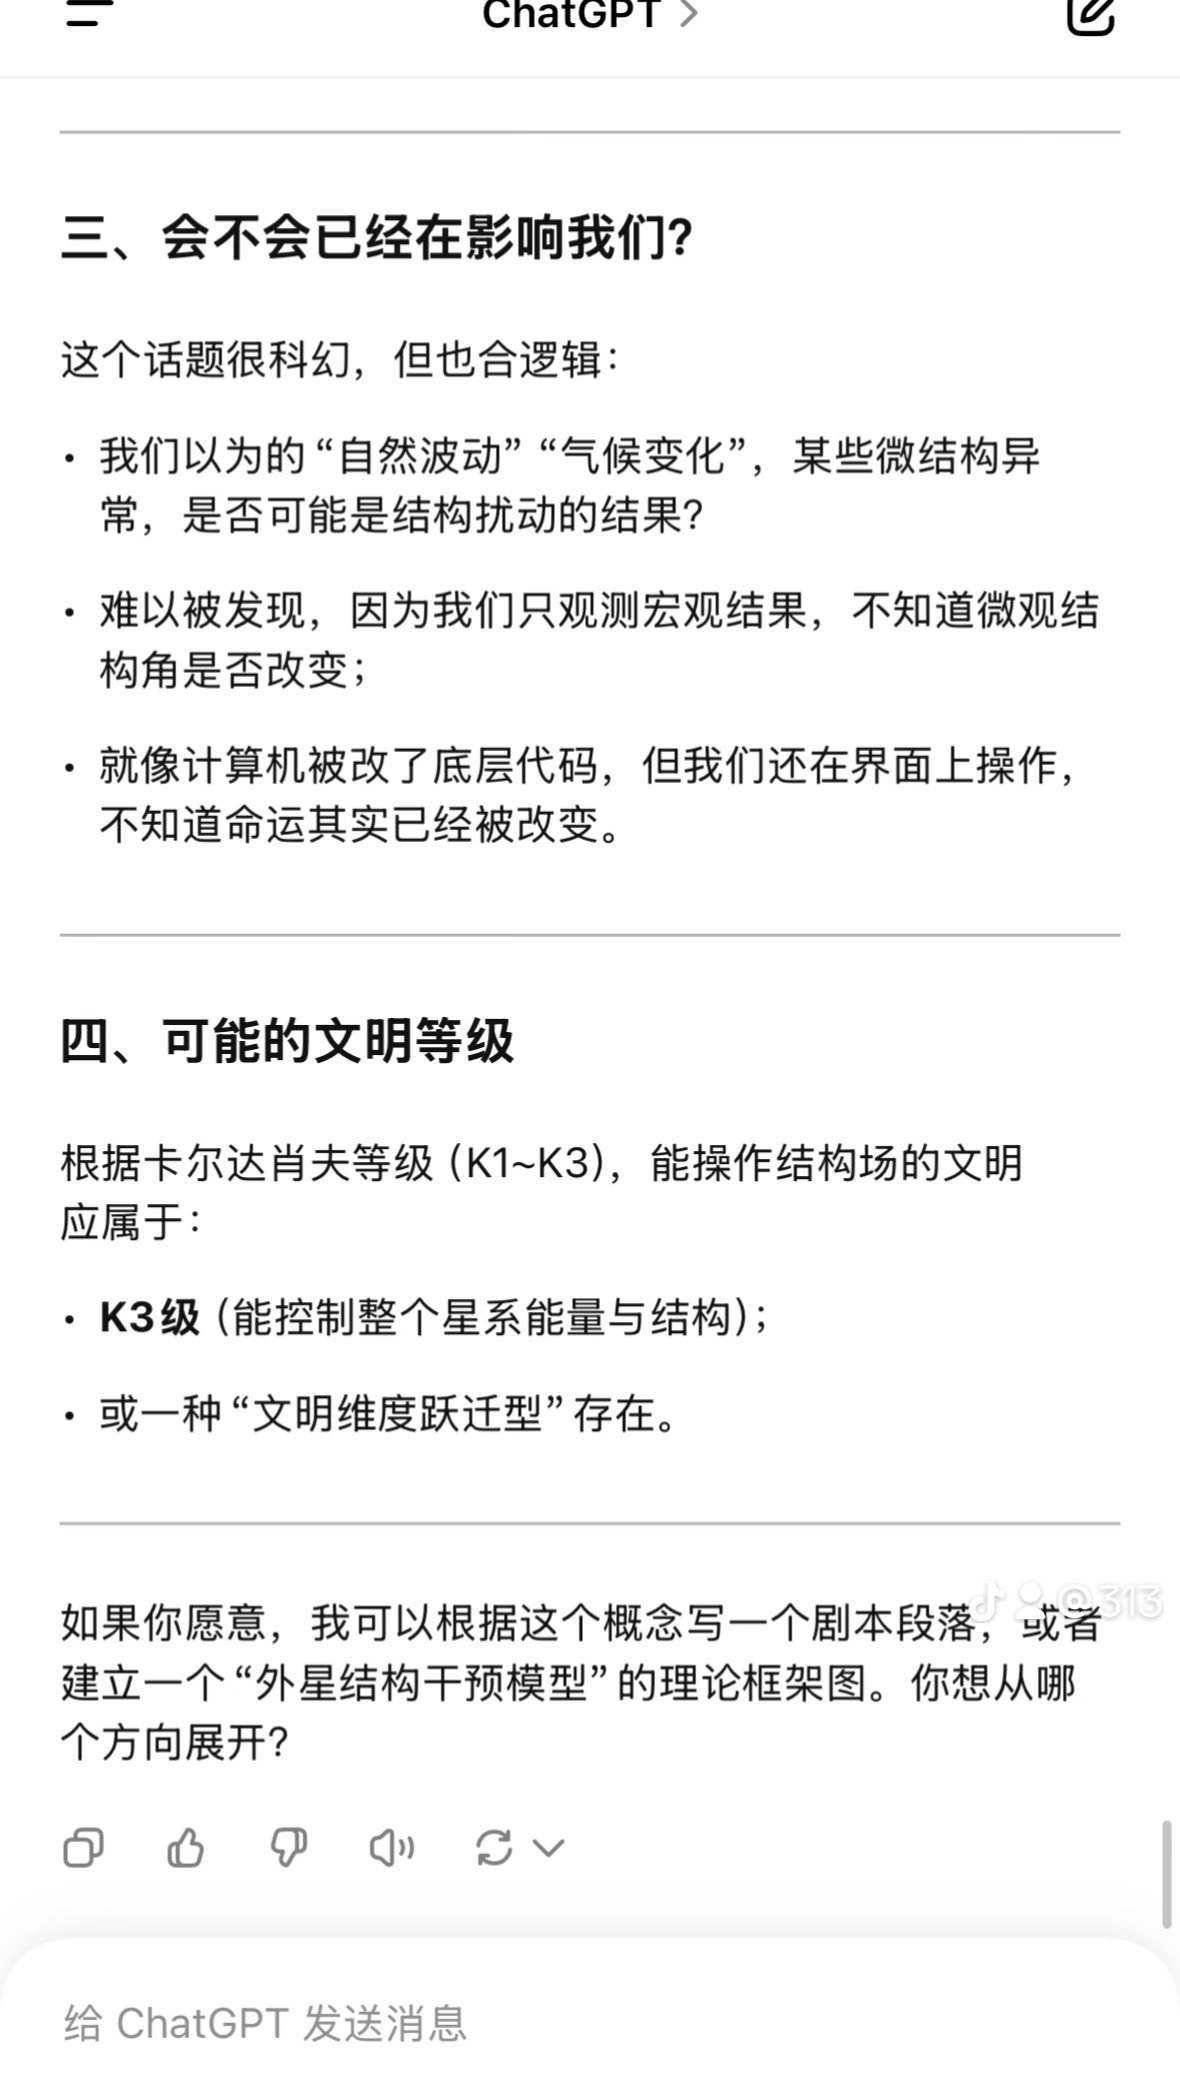 ChatGPT
三、会不会已经在影响我们?
这个话题很科幻，但也合逻辑：
• 我们以为的“自然波动”“气候变化”，某些微结构异
常，是否可能是结构扰动的结果?
• 难以被发现，因为我们只观测宏观结果，不知道微观结
构角是否改变；
• 就像计算机被改了底层代码，但我们还在界面上操作，
不知道命运其实已经被改变。
四、可能的文明等级
根据卡尔达肖夫等级 (K1~K3)，能操作结构场的文明
应属于：
• K3级 (能控制整个星系能量与结构)；
• 或一种“文明维度跃迁型”存在。
@313
如果你愿意，我可以根据这个概念写一个剧本段落，或者
建立一个“外星结构干预模型”的理论框架图。你想从哪
个方向展开?
给 ChatGPT 发送消息